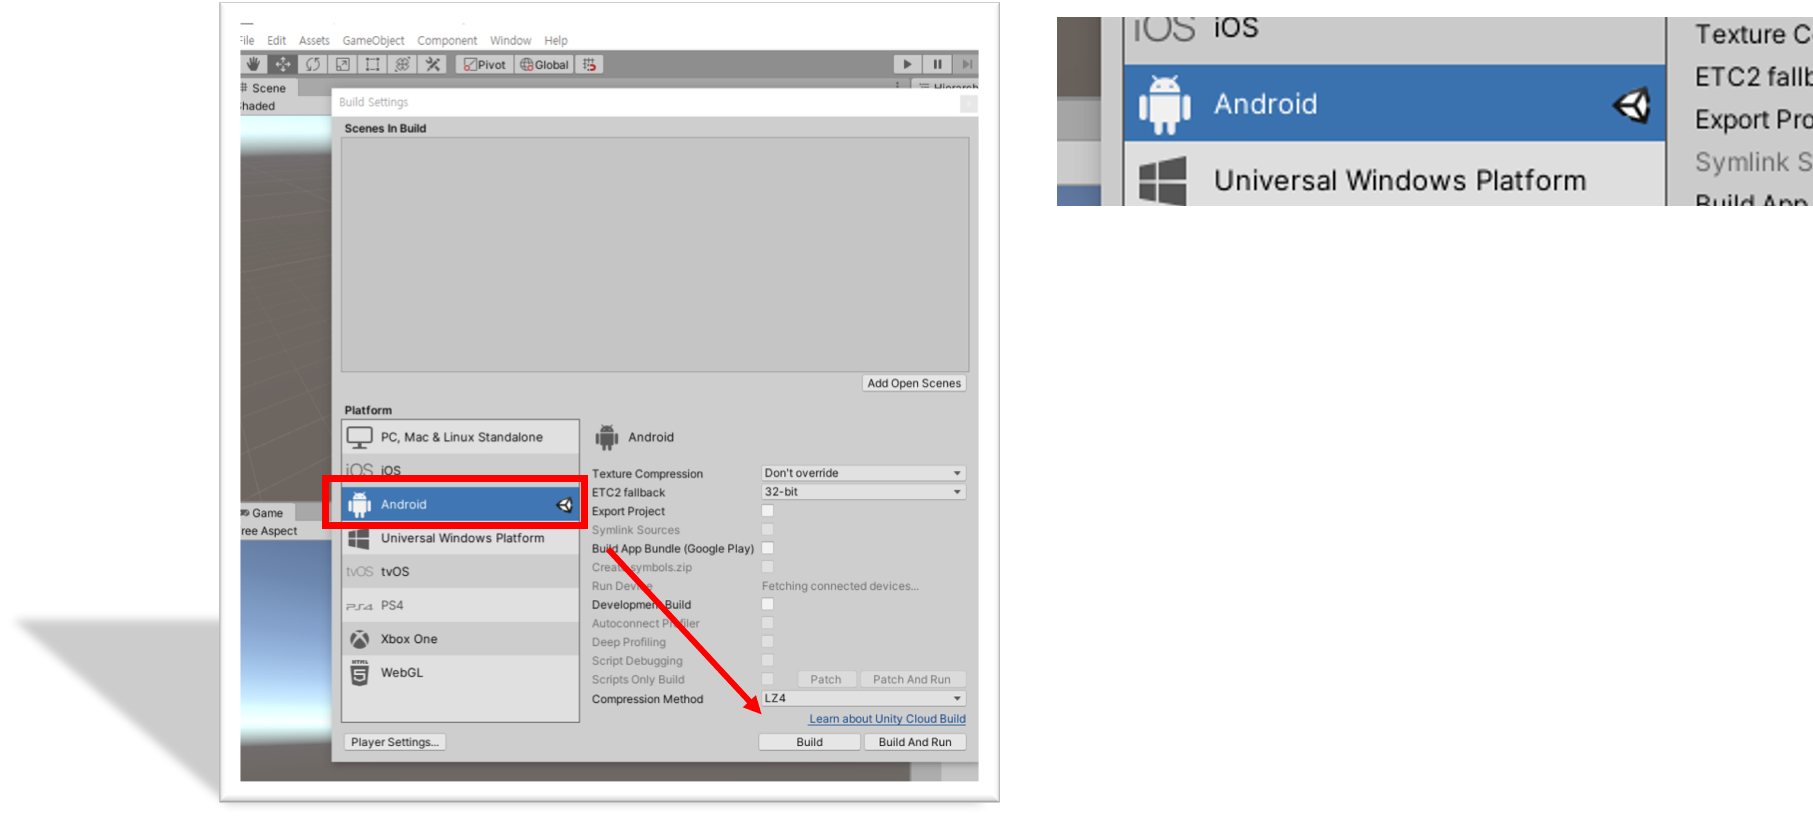 File Edit Assets GameObject Component Window Help
Pivot Global
# Scene
Shaded
Hierarch
Build Settings
Scenes In Build
Add Open Scenes
Platform
PC, Mac & Linux Standalone
iOS iOS
Android
Universal Windows Platform
tvOS tvOS
PS4 PS4
Xbox One
HTML 5 WebGL
Game
ree Aspect
Android
Texture Compression Don't override
ETC2 fallback 32-bit
Export Project
Symlink Sources
Build App Bundle (Google Play)
Create symbols.zip
Run Device Fetching connected devices...
Development Build
Autoconnect Profiler
Deep Profiling
Script Debugging
Scripts Only Build Patch Patch And Run
Compression Method LZ4
Learn about Unity Cloud Build
Player Settings... Build Build And Run
iOS iOS
Android
Universal Windows Platform
Texture C
ETC2 fallb
Export Pro
Symlink S
Build App